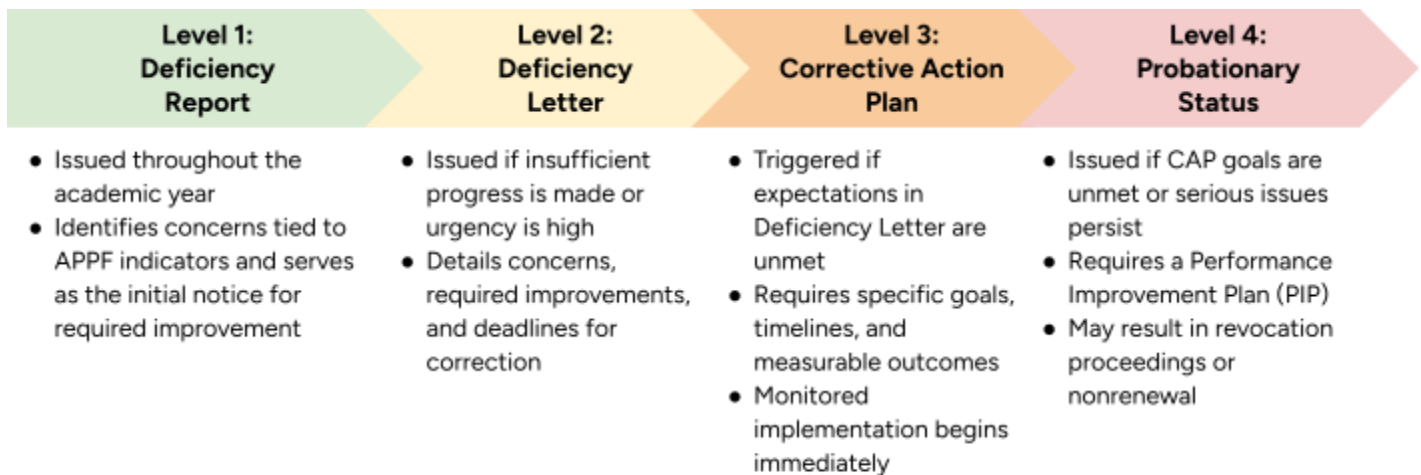 Level 1:
Deficiency
Report
● Issued throughout the
academic year
● Identifies concerns tied to
APPF indicators and serves
as the initial notice for
required improvement
Level 2:
Deficiency
Letter
● Issued if insufficient
progress is made or
urgency is high
● Details concerns,
required improvements,
and deadlines for
correction
Level 3:
Corrective Action
Plan
● Triggered if
expectations in
Deficiency Letter are
unmet
● Requires specific goals,
timelines, and
measurable outcomes
● Monitored
implementation begins
immediately
Level 4:
Probationary
Status
● Issued if CAP goals are
unmet or serious issues
persist
● Requires a Performance
Improvement Plan (PIP)
● May result in revocation
proceedings or
nonrenewal